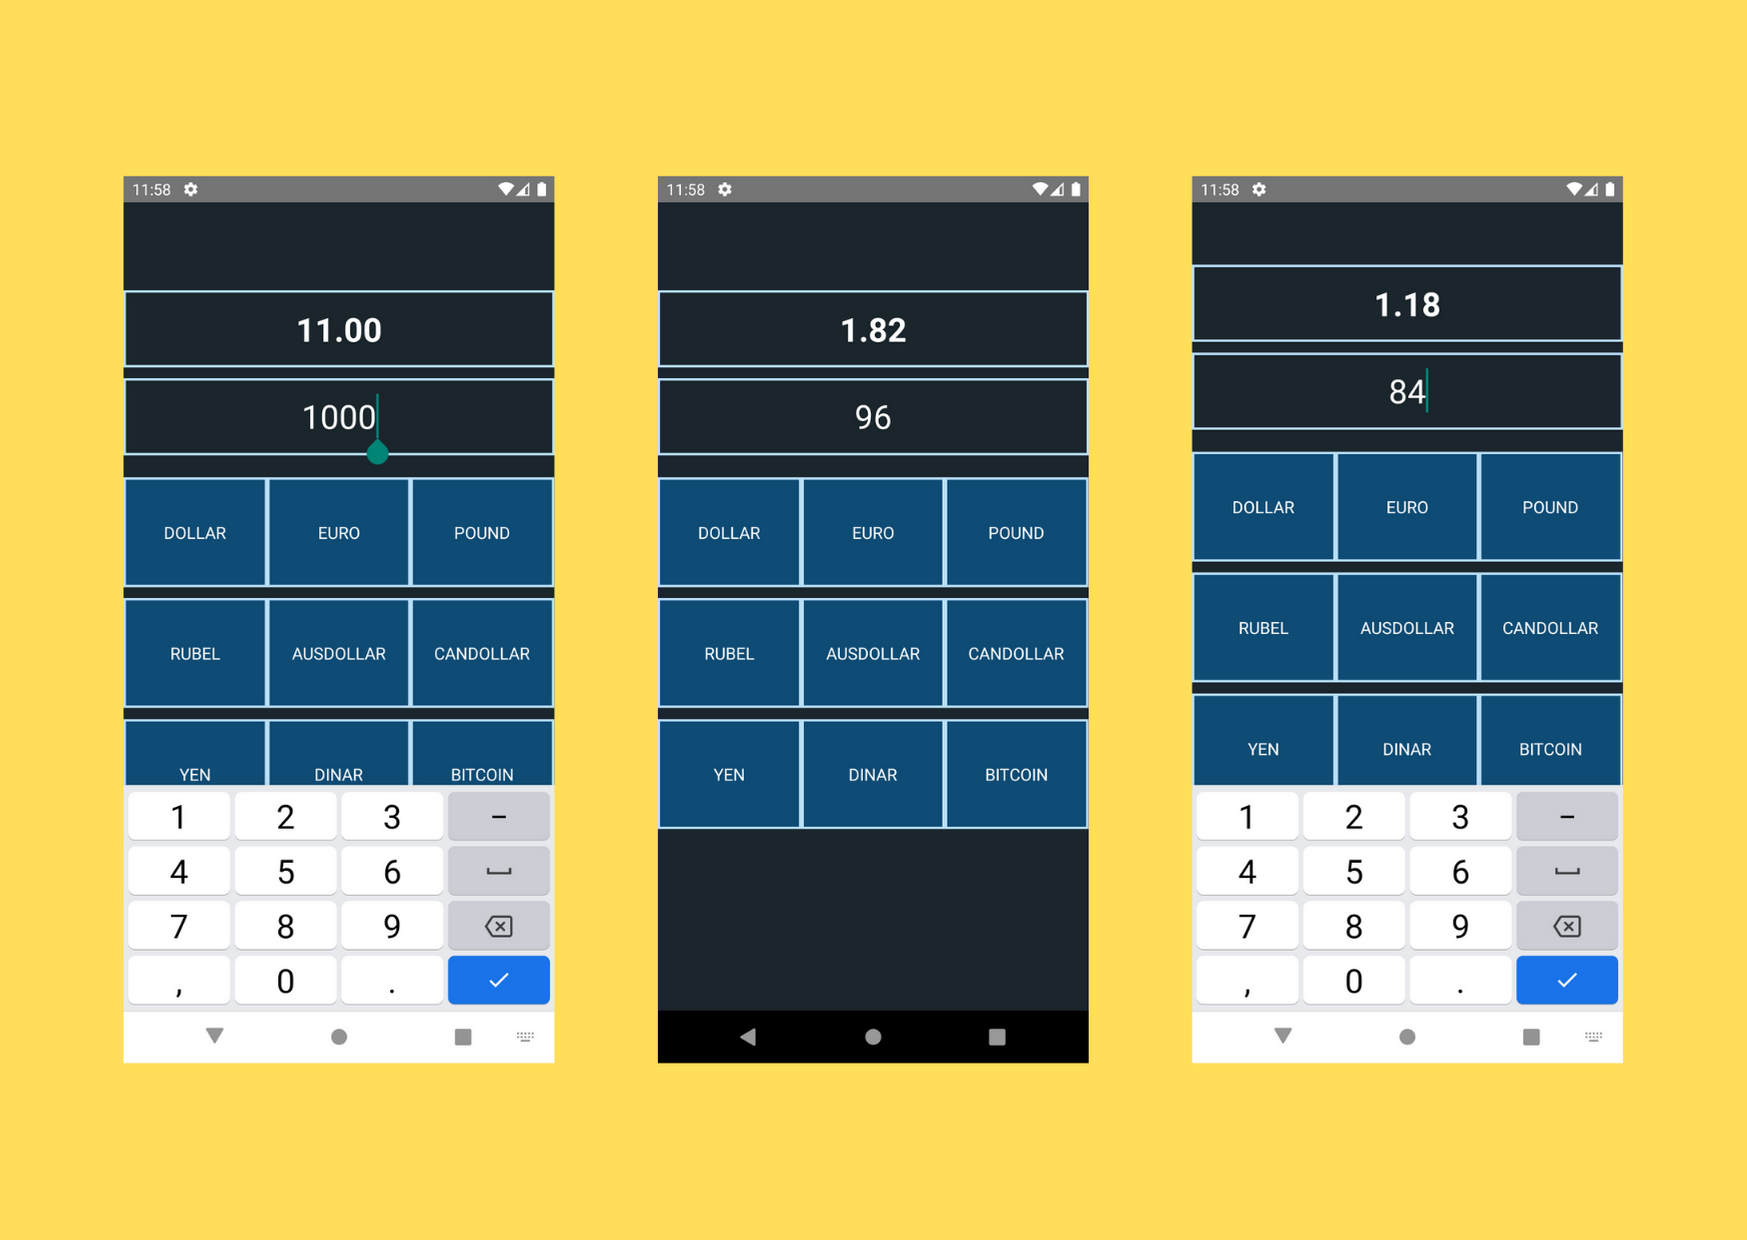 11:58
11.00
1000
DOLLAR EURO POUND
RUBEL AUSDOLLAR CANDOLLAR
YEN DINAR BITCOIN
1 2 3 -
4 5 6
7 8 9
, 0 .
11:58
1.82
96
DOLLAR EURO POUND
RUBEL AUSDOLLAR CANDOLLAR
YEN DINAR BITCOIN
11:58
1.18
84
DOLLAR EURO POUND
RUBEL AUSDOLLAR CANDOLLAR
YEN DINAR BITCOIN
1 2 3 -
4 5 6
7 8 9
, 0 .